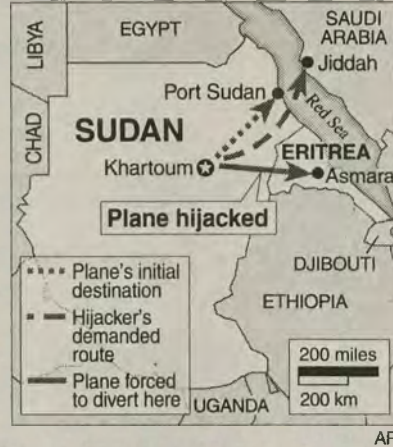 EGYPT
SAUDI
ARABIA
LIBYA
Jiddah
Port Sudan
Red Sea
CHAD
SUDAN
ERITREA
Khartoum
Asmara
Plane hijacked
DJIBOUTI
ETHIOPIA
Plane's initial
destination
Hijacker's
demanded
route
Plane forced
to divert here
UGANDA
200 miles
200 km
AP